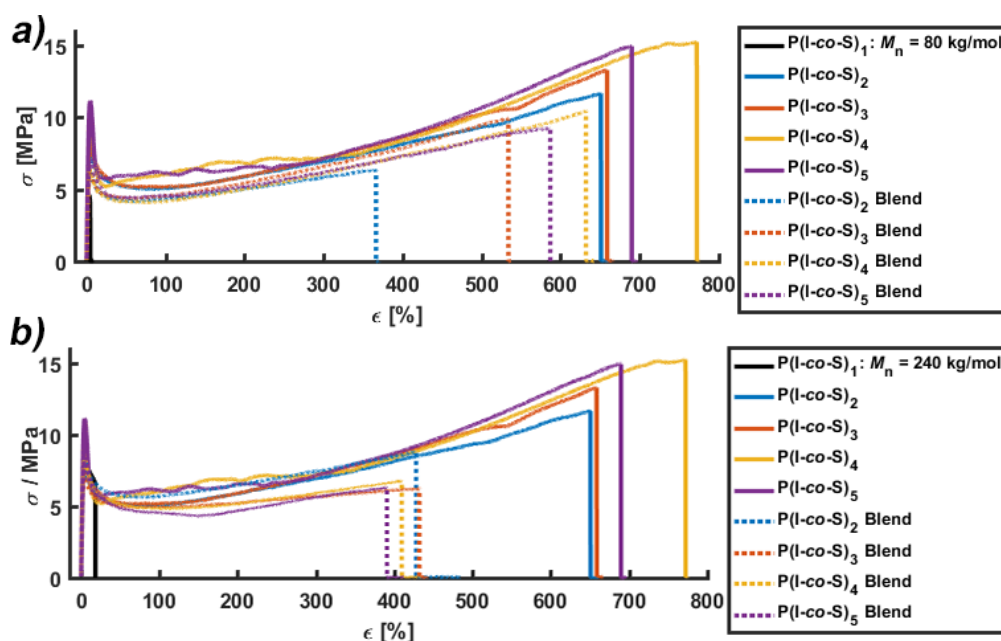 a)
15
10
5
0
σ [MPa]
0 100 200 300 400 500 600 700 800
ϵ [%]
P(I-co-S)1: Mn = 80 kg/mol
P(I-co-S)2
P(I-co-S)3
P(I-co-S)4
P(I-co-S)5
P(I-co-S)2 Blend
P(I-co-S)3 Blend
P(I-co-S)4 Blend
P(I-co-S)5 Blend
b)
15
10
5
0
σ / MPa
0 100 200 300 400 500 600 700 800
ϵ [%]
P(I-co-S)1: Mn = 240 kg/mol
P(I-co-S)2
P(I-co-S)3
P(I-co-S)4
P(I-co-S)5
P(I-co-S)2 Blend
P(I-co-S)3 Blend
P(I-co-S)4 Blend
P(I-co-S)5 Blend